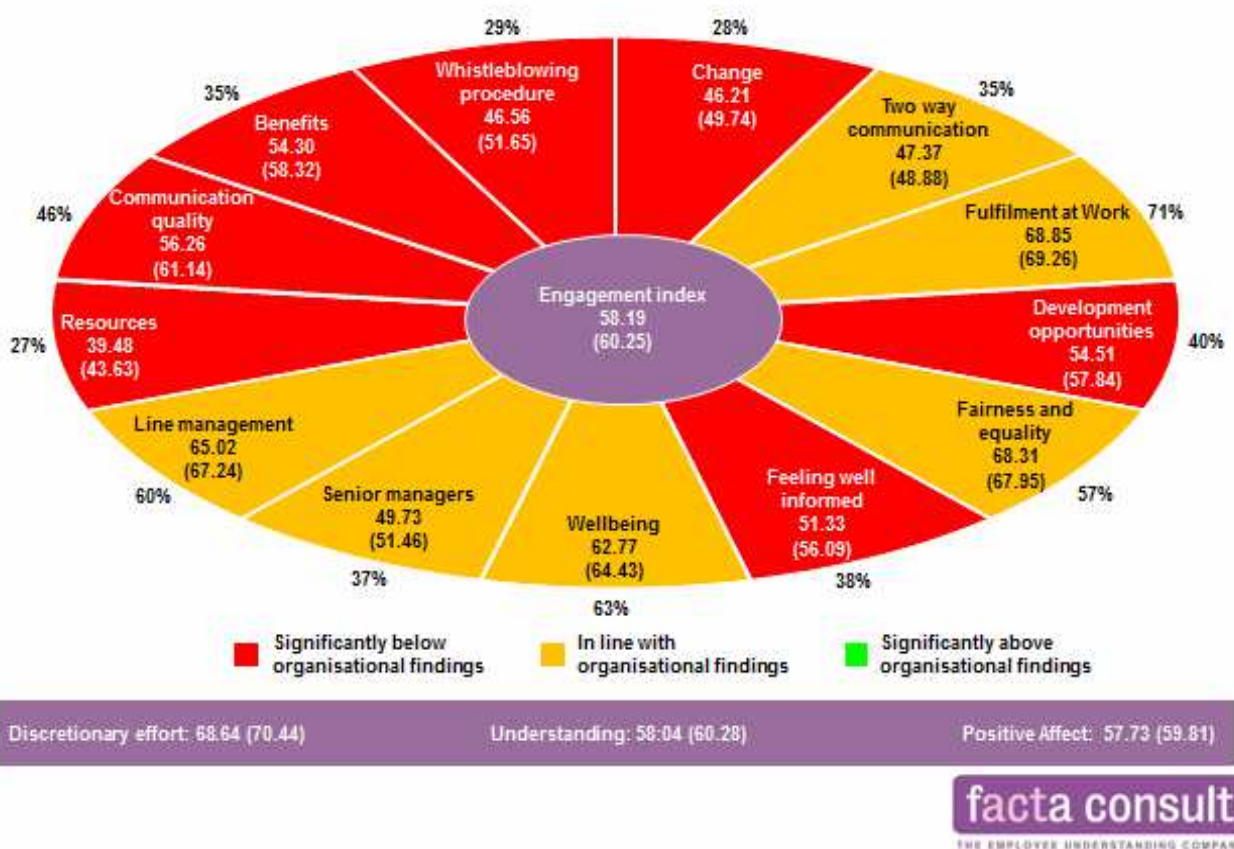 29%
28%
Whistleblowing
procedure
46.56
(51.65)
Change
46.21
(49.74)
35%
Benefits
54.30
(58.32)
Two way
communication
47.37
(48.88)
35%
46%
Communication
quality
56.26
(61.14)
Fulfilment at Work
68.85
(69.26)
71%
Engagement index
58.19
(60.25)
27%
Resources
39.48
(43.63)
Development
opportunities
54.51
(57.84)
40%
Line management
65.02
(67.24)
60%
Fairness and
equality
68.31
(67.95)
57%
Senior managers
49.73
(51.46)
37%
Wellbeing
62.77
(64.43)
63%
Feeling well
informed
51.33
(56.09)
38%
Significantly below
organisational findings
In line with
organisational findings
Significantly above
organisational findings
Discretionary effort: 68.64 (70.44)
Understanding: 58:04 (60.28)
Positive Affect: 57.73 (59.81)
facta consult
THE EMPLOYEE UNDERSTANDING COMPAN